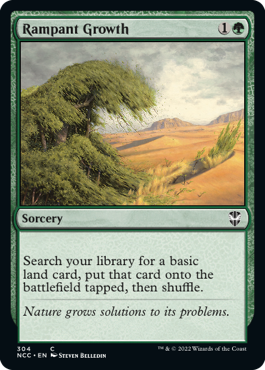 Rampant Growth 1
Sorcery
Search your library for a basic
land card, put that card onto the
battlefield tapped, then shuffle.
Nature grows solutions to its problems.
304 C
NCC • EN Steven Belledin
™ & © 2022 Wizards of the Coast